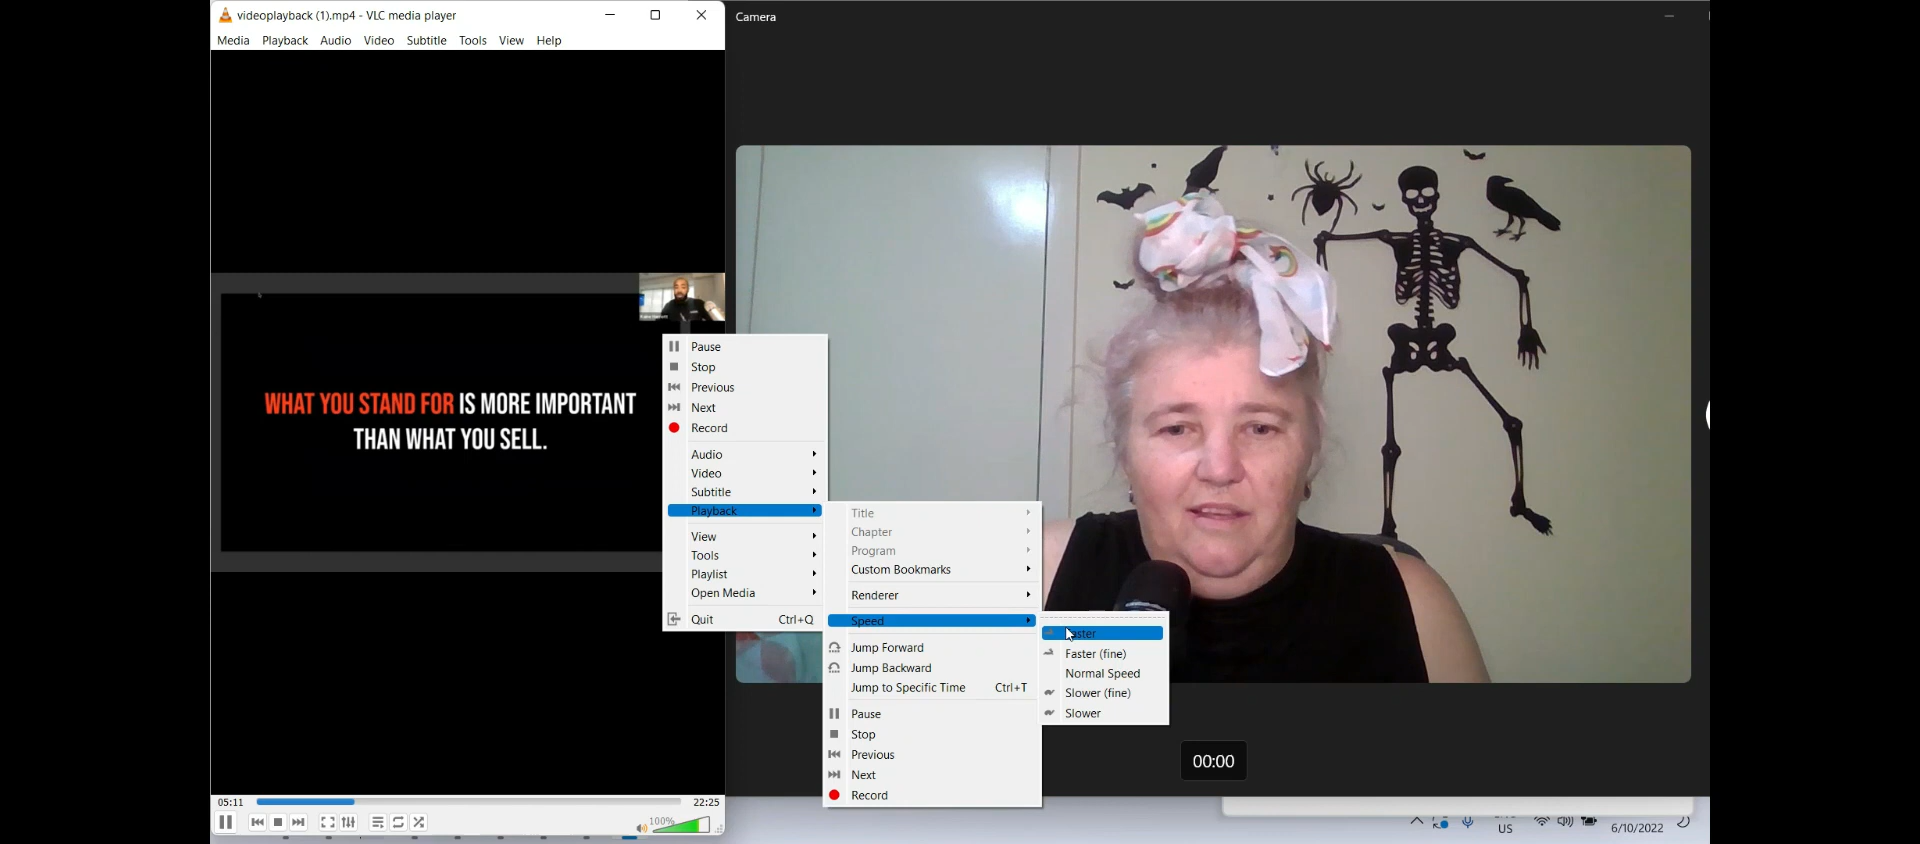 videoplayback (1).mp4 - VLC media player
Media Playback Audio Video Subtitle Tools View Help
WHAT YOU STAND FOR IS MORE IMPORTANT
THAN WHAT YOU SELL.
05:11
22:25
100%
Camera
Pause
Stop
Previous
Next
Record
Audio
Video
Subtitle
Playback
View
Tools
Playlist
Open Media
Quit Ctrl+Q
Title
Chapter
Program
Custom Bookmarks
Renderer
Speed
Jump Forward
Jump Backward
Jump to Specific Time Ctrl+T
Pause
Stop
Previous
Next
Record
Faster (fine)
Normal Speed
Slower (fine)
Slower
00:00
US
6/10/2022